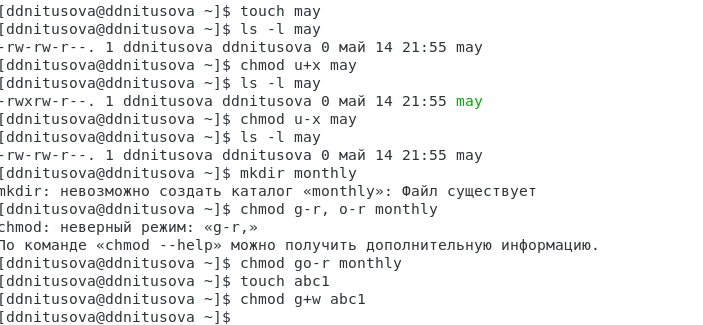 [ddnitusova@ddnitusova ~]$ touch may
[ddnitusova@ddnitusova ~]$ ls -l may
-rw-rw-r--. 1 ddnitusova ddnitusova 0 май 14 21:55 may
[ddnitusova@ddnitusova ~]$ chmod u+x may
[ddnitusova@ddnitusova ~]$ ls -l may
-rwxrw-r--. 1 ddnitusova ddnitusova 0 май 14 21:55 may
[ddnitusova@ddnitusova ~]$ chmod u-x may
[ddnitusova@ddnitusova ~]$ ls -l may
-rw-rw-r--. 1 ddnitusova ddnitusova 0 май 14 21:55 may
[ddnitusova@ddnitusova ~]$ mkdir monthly
mkdir: невозможно создать каталог «monthly»: Файл существует
[ddnitusova@ddnitusova ~]$ chmod g-r, o-r monthly
chmod: неверный режим: «g-r,»
По команде «chmod --help» можно получить дополнительную информацию.
[ddnitusova@ddnitusova ~]$ chmod go-r monthly
[ddnitusova@ddnitusova ~]$ touch abc1
[ddnitusova@ddnitusova ~]$ chmod g+w abc1
[ddnitusova@ddnitusova ~]$